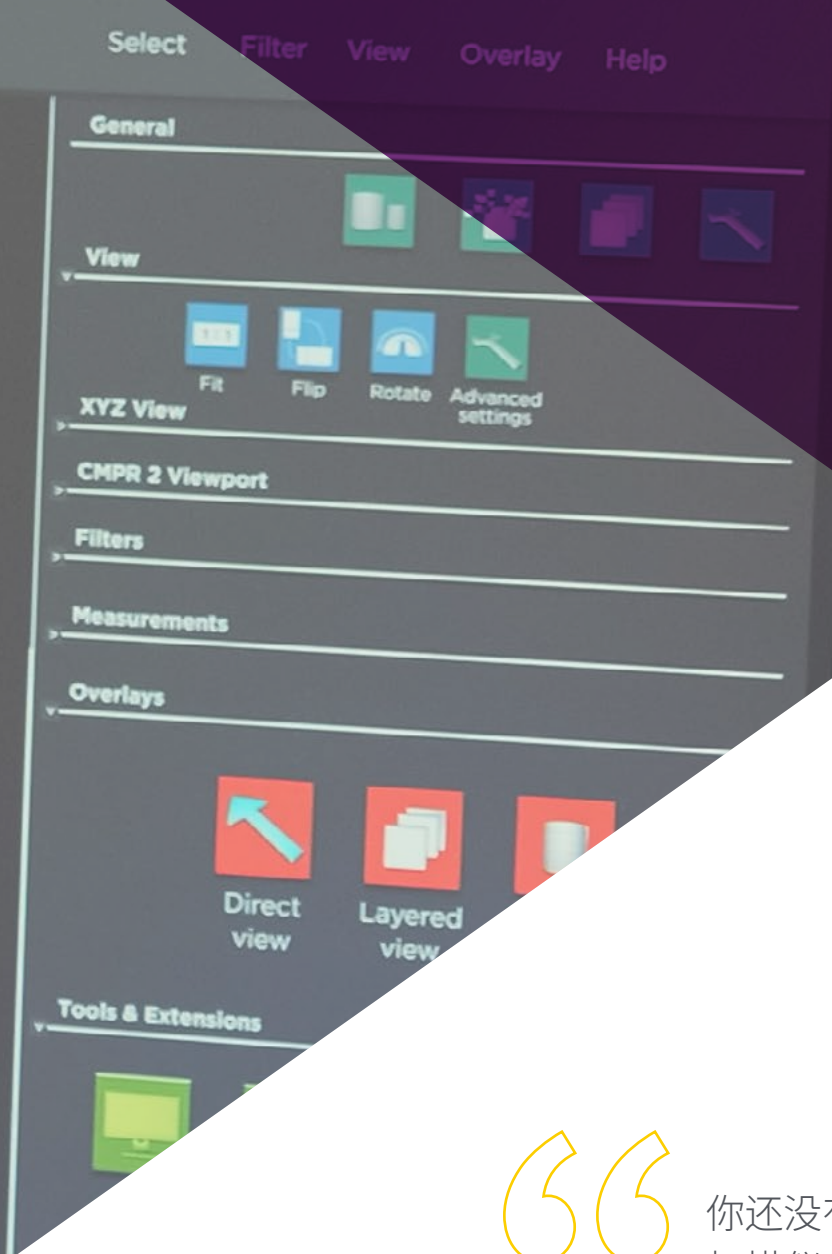 Select Filter View Overlay Help
General
View
Fit Flip Rotate Advanced
settings
XYZ View
CMPR 2 Viewport
Filters
Measurements
Overlays
Direct Layered
view view
Tools & Extensions
你还没